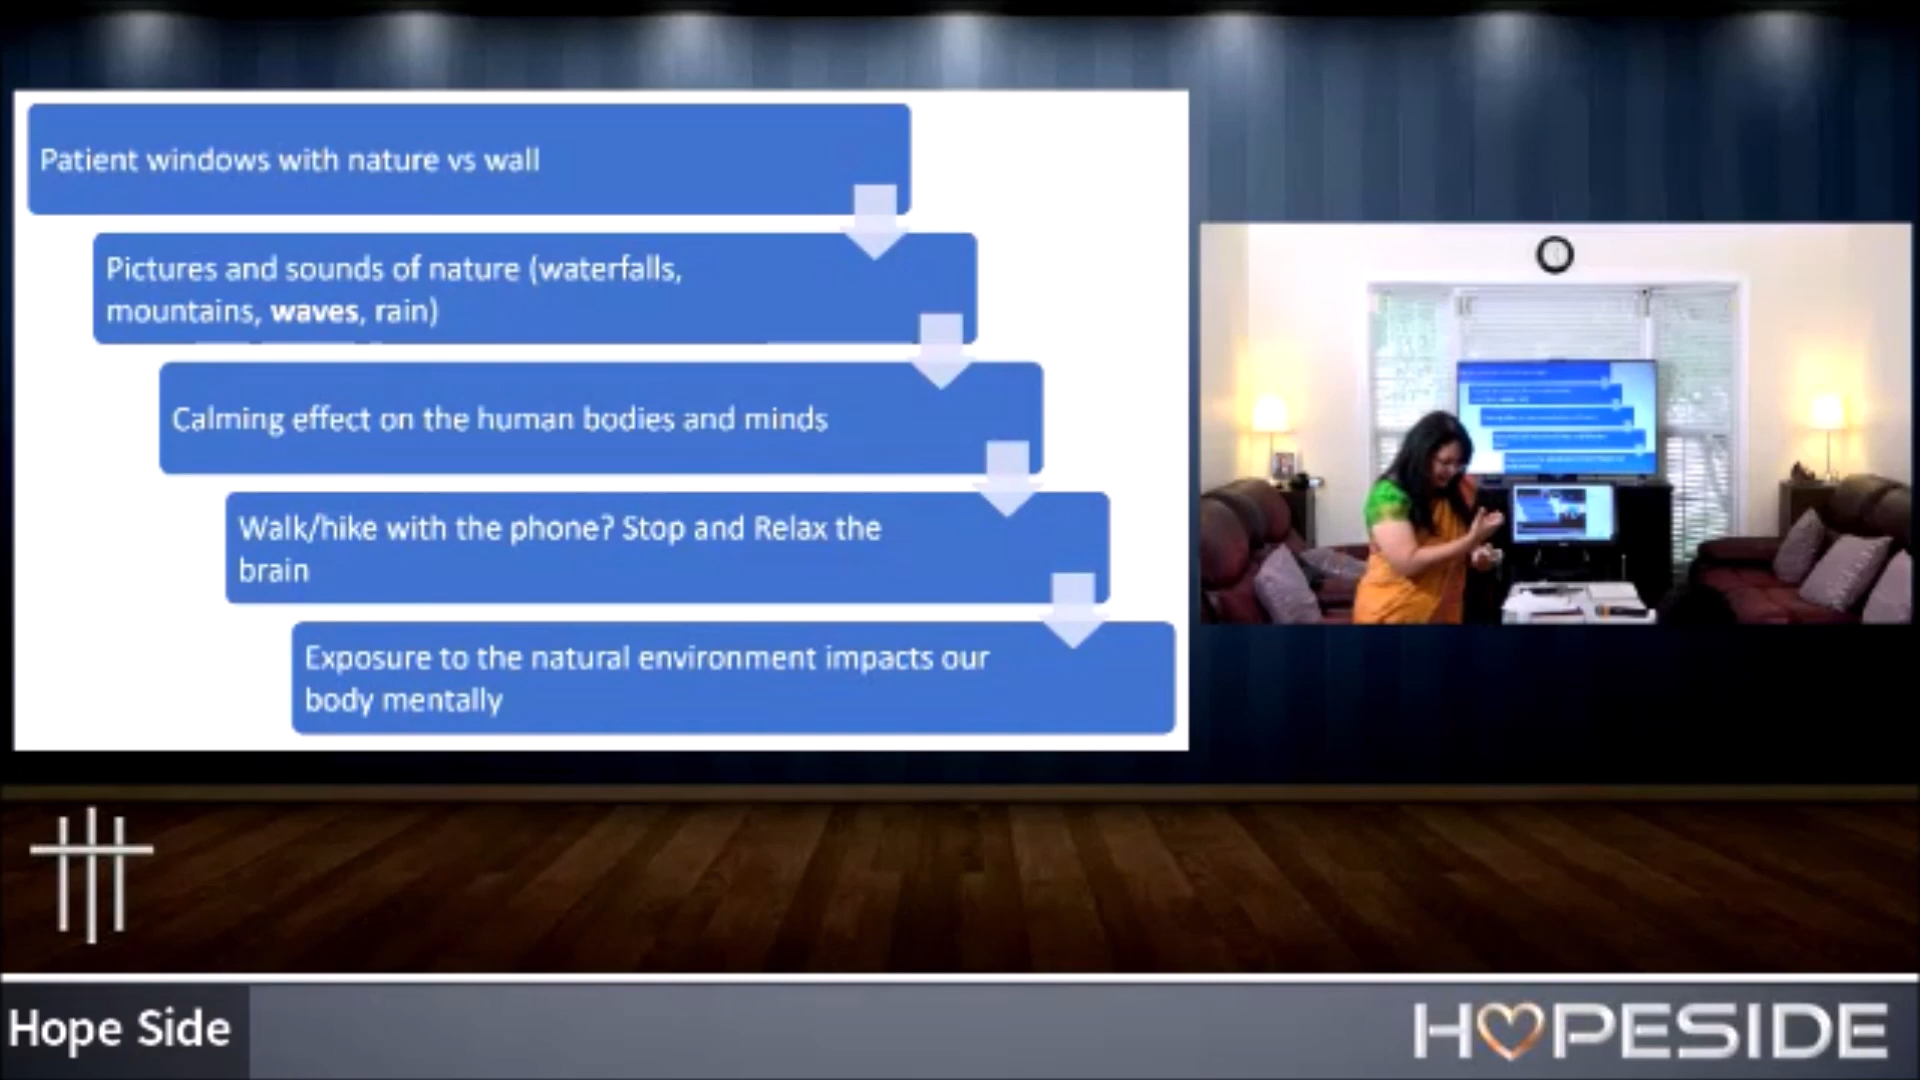 Patient windows with nature vs wall
Pictures and sounds of nature (waterfalls,
mountains, waves, rain)
Calming effect on the human bodies and minds
Walk/hike with the phone? Stop and Relax the
brain
Exposure to the natural environment impacts our
body mentally
Hope Side
HOPESIDE